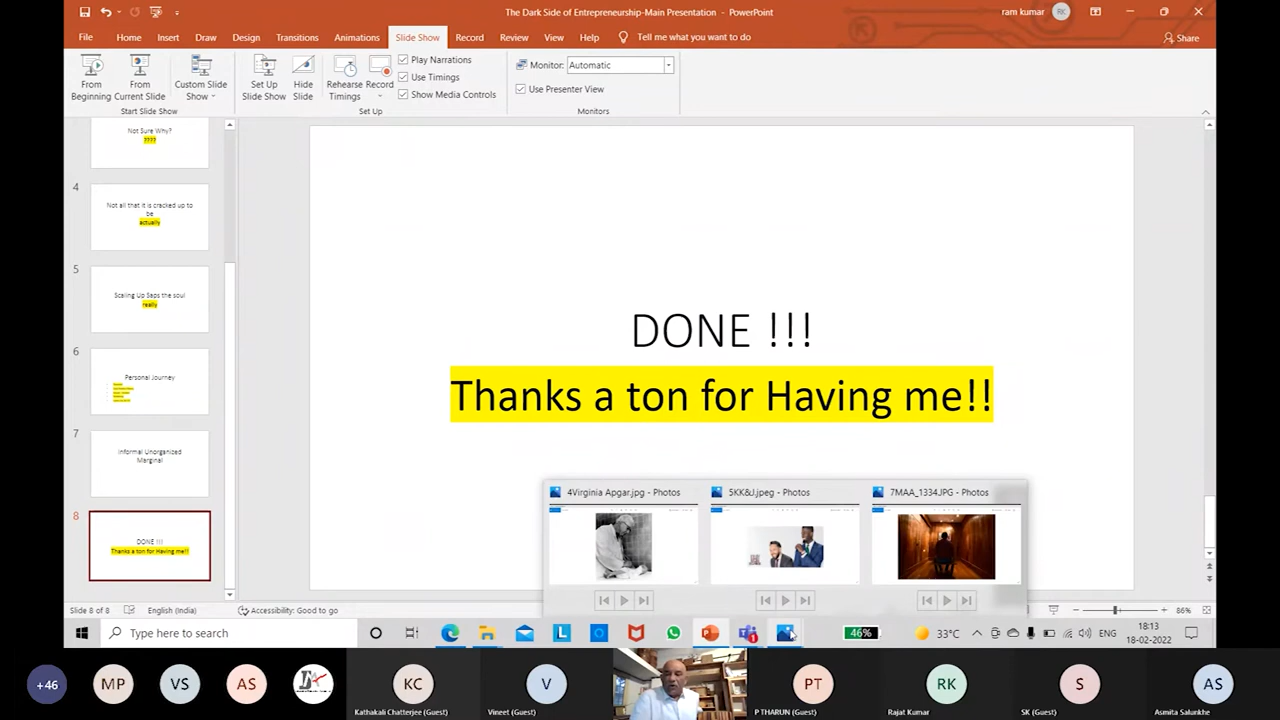 The Dark Side of Entrepreneurship-Main Presentation - PowerPoint
ram kumar
RK
File
Home
Insert
Draw
Design
Transitions
Animations
Slide Show
Record
Review
View
Help
Tell me what you want to do
Share
From Beginning
From Current Slide
Custom Slide Show
Set Up Slide Show
Hide Slide
Rehearse Timings
Record
Play Narrations
Use Timings
Show Media Controls
Monitor:
Automatic
Use Presenter View
Start Slide Show
Set Up
Monitors
Not Sure Why?
????
4
Not all that it is cracked up to
be
actually
5
Scaling Up Saps the soul
really
6
Personal Journey
7
Informal Unorganized
Marginal
8
DONE !!!
Thanks a ton for Having me!!
DONE !!!
Thanks a ton for Having me!!
4Virginia Apgar.jpg - Photos
5KK&J.jpeg - Photos
7MAA_1334.JPG - Photos
Slide 8 of 8
English (India)
Accessibility: Good to go
86%
Type here to search
46%
33°C
ENG
18:13
18-02-2022
+46
MP
VS
AS
KC
Kathakali Chatterjee (Guest)
V
Vineet (Guest)
PT
P THARUN (Guest)
RK
Rajat Kumar
S
SK (Guest)
AS
Asmita Salunkhe